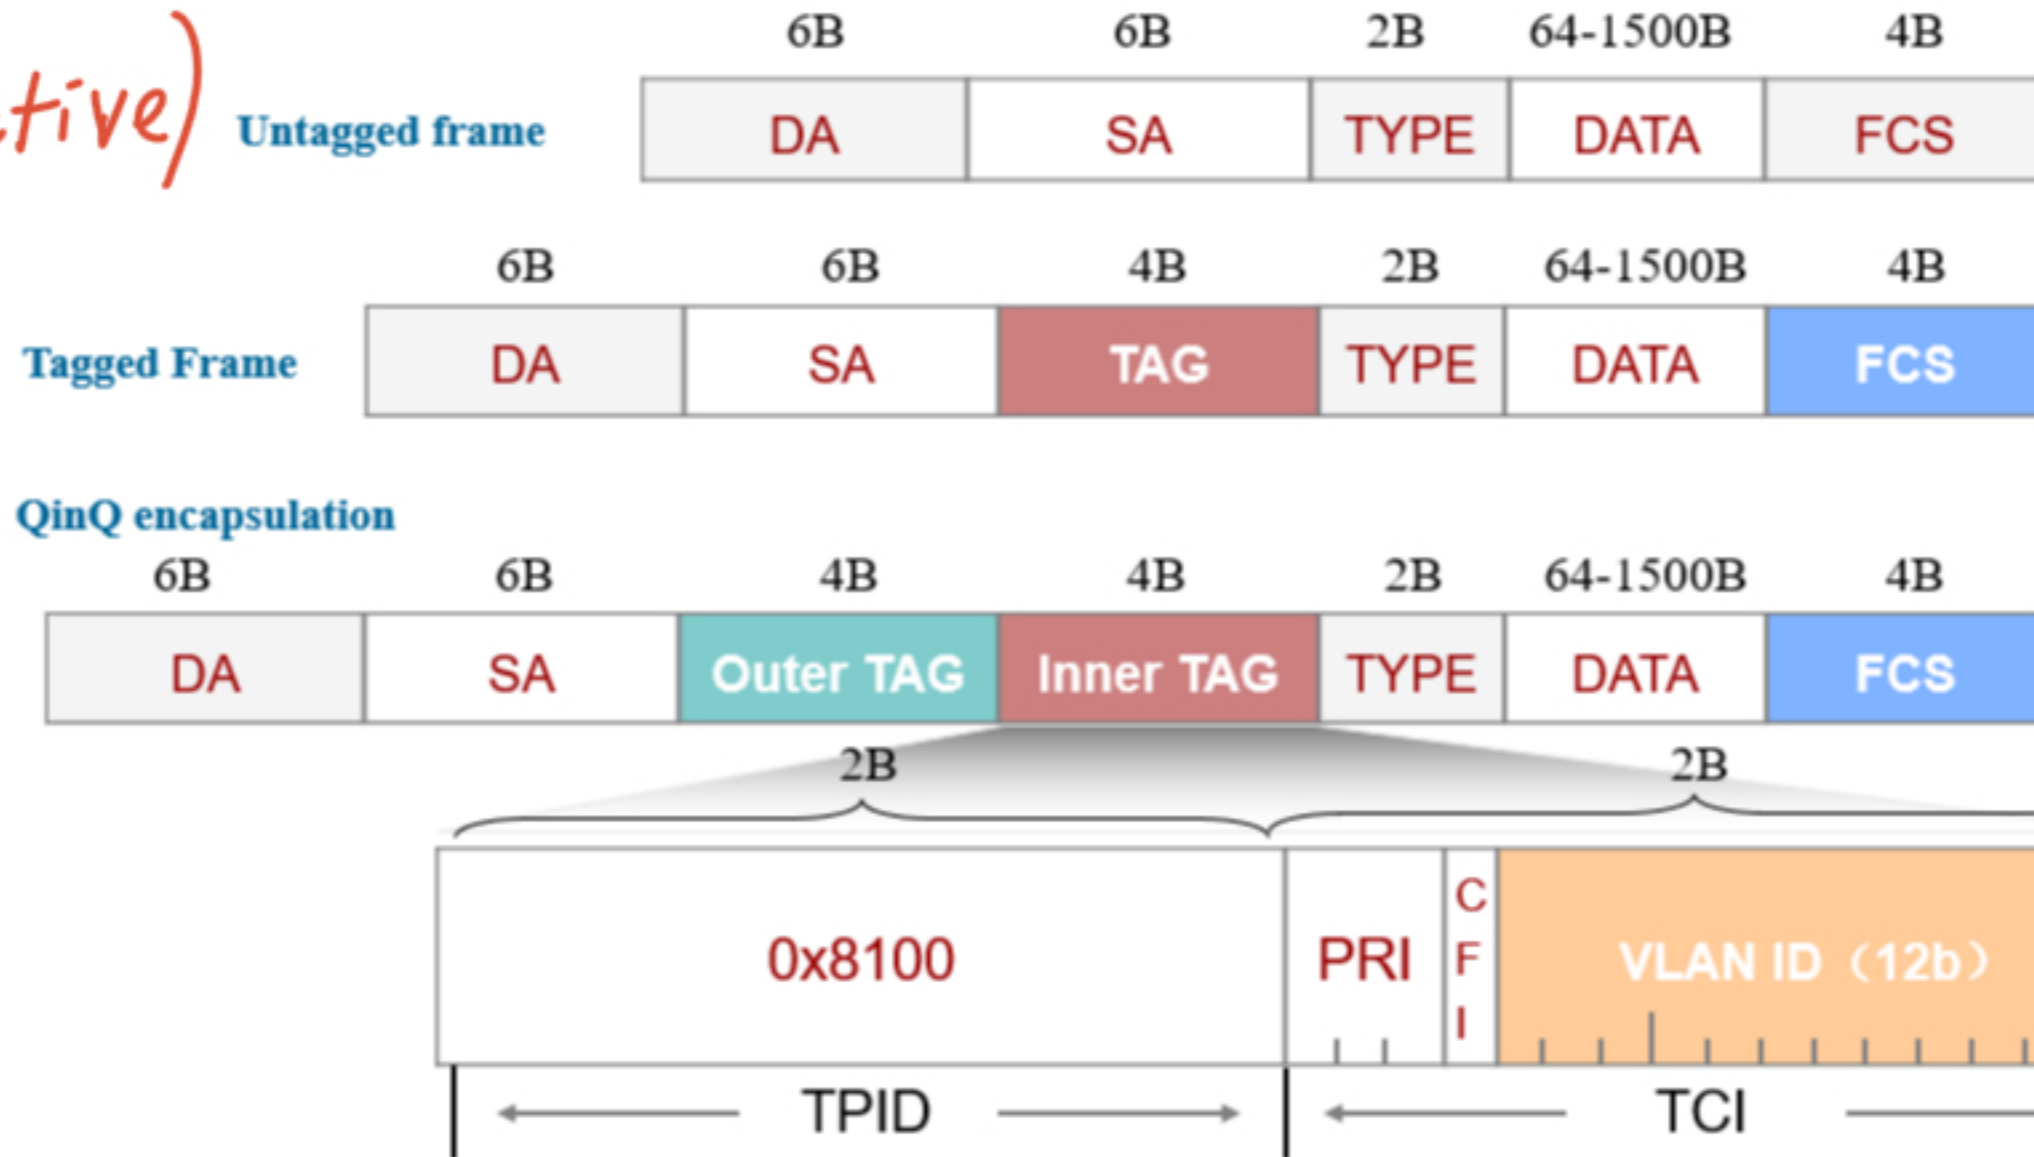 6B 6B 2B 64-1500B 4B
tive)
Untagged frame
DA SA TYPE DATA FCS
6B 6B 4B 2B 64-1500B 4B
Tagged Frame
DA SA TAG TYPE DATA FCS
QinQ encapsulation
6B 6B 4B 4B 2B 64-1500B 4B
DA SA Outer TAG Inner TAG TYPE DATA FCS
2B 2B
0x8100 PRI CFI VLAN ID（12b）
TPID TCI